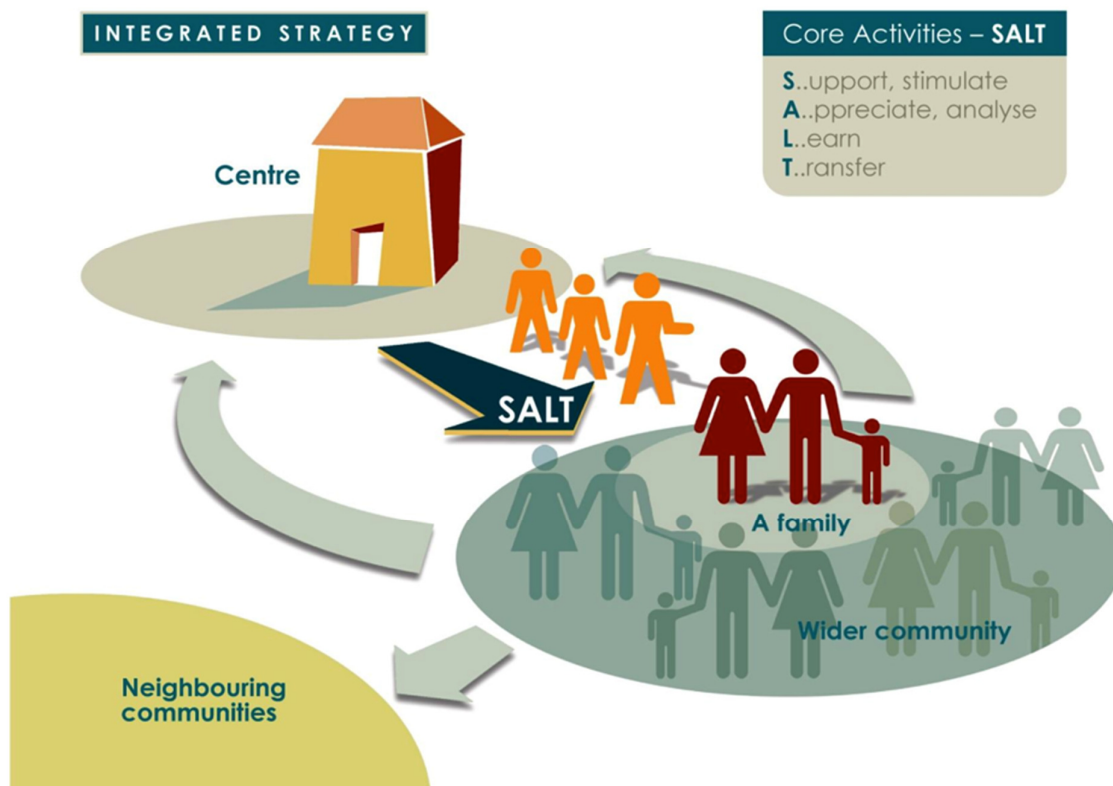 INTEGRATED STRATEGY
Core Activities – SALT
S..upport, stimulate
A..ppreciate, analyse
L..earn
T..ransfer
Centre
SALT
A family
Wider community
Neighbouring
communities